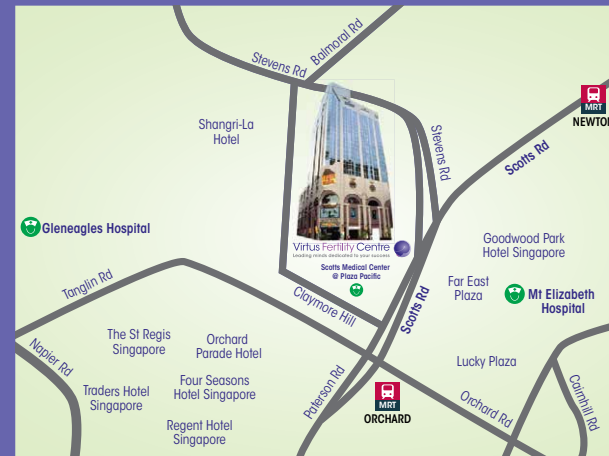 Balmoral Rd
Stevens Rd
MRT
NEWTO
Shangri-La
Hotel
Stevens Rd
Scotts Rd
Gleneagles Hospital
Virtus Fertility Centre
Leading minds dedicated to your success
Scotts Medical Center
@ Plaza Pacific
Goodwood Park
Hotel Singapore
Tanglin Rd
Claymore Hill
Scotts Rd
Far East
Plaza
Mt Elizabeth
Hospital
The St Regis
Singapore
Orchard
Parade Hotel
Napier Rd
Lucky Plaza
Traders Hotel
Singapore
Four Seasons
Hotel Singapore
Paterson Rd
MRT
ORCHARD
Orchard Rd
Cairnhill Rd
Regent Hotel
Singapore